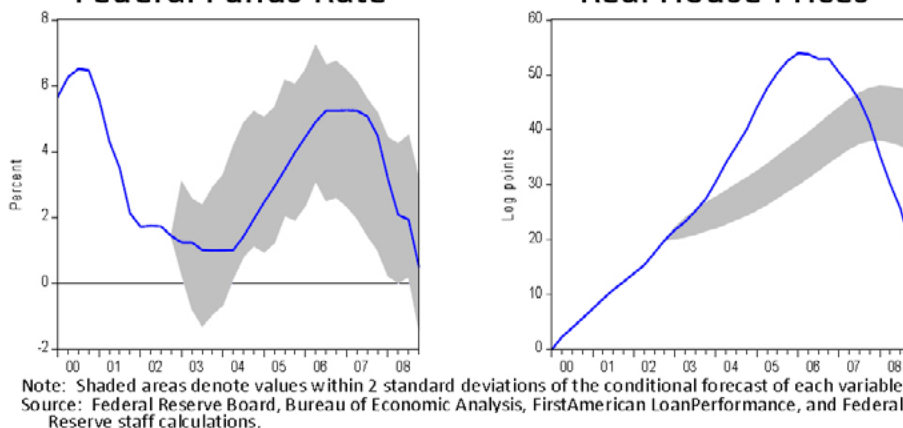 Federal Funds Rate
Real House Prices
8
6
4
2
0
-2
Percent
00 01 02 03 04 05 06 07 08
60
50
40
30
20
10
0
Log points
00 01 02 03 04 05 06 07 08
Note: Shaded areas denote values within 2 standard deviations of the conditional forecast of each variable
Source: Federal Reserve Board, Bureau of Economic Analysis, FirstAmerican LoanPerformance, and Federal
Reserve staff calculations.